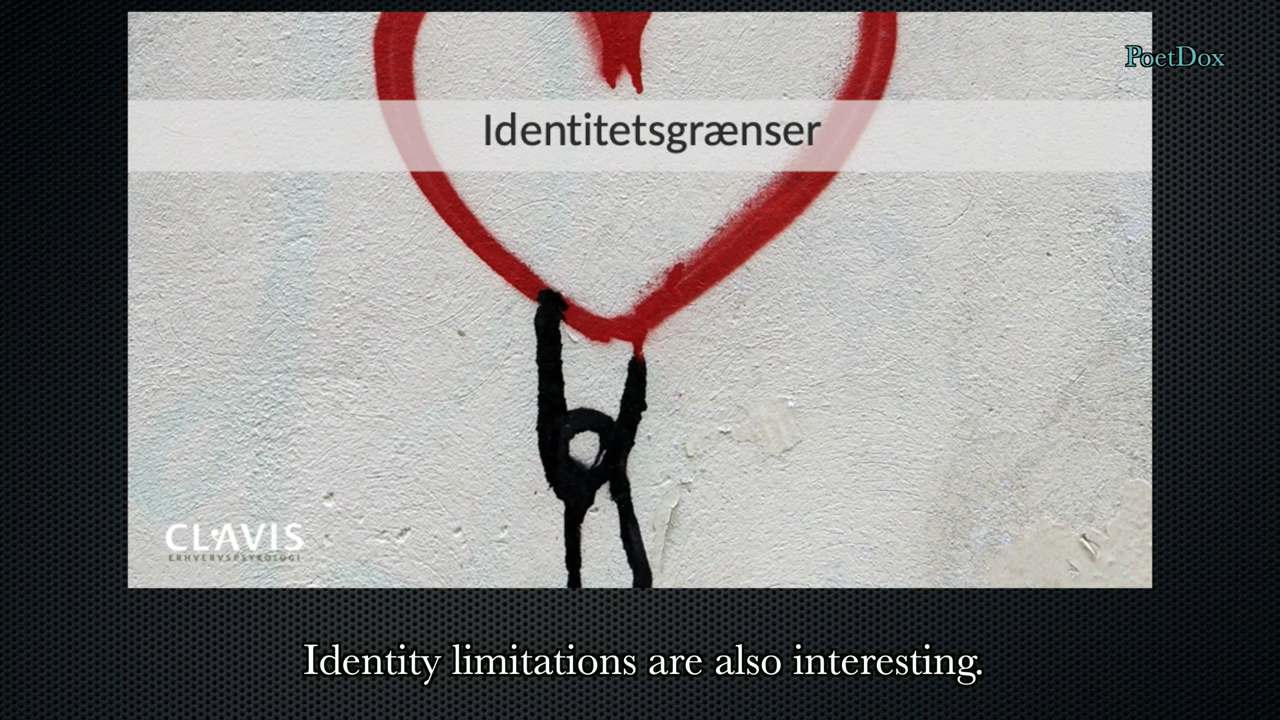 PoetDox
Identitetsgrænser
CLAVIS
ERHVERVSPSYKOLOGI
Identity limitations are also interesting.